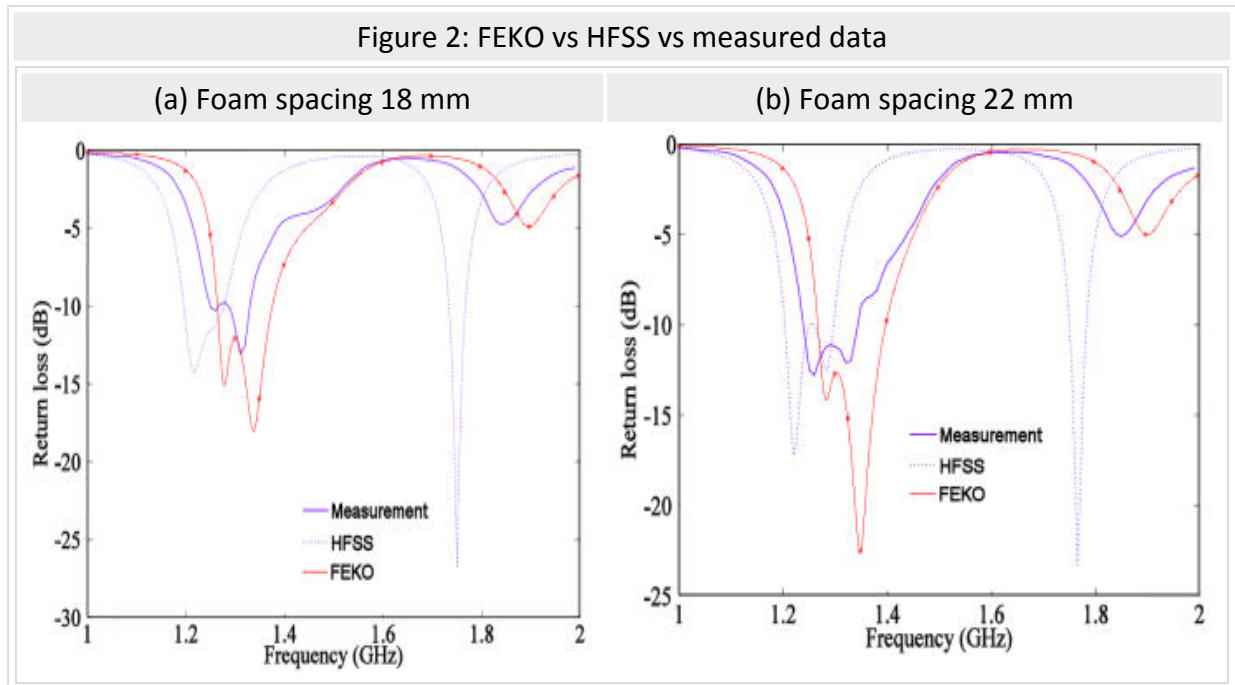 Figure 2: FEKO vs HFSS vs measured data
(a) Foam spacing 18 mm
0
-5
-10
-15
-20
-25
-30
Return loss (dB)
Measurement
HFSS
FEKO
1 1.2 1.4 1.6 1.8 2
Frequency (GHz)
(b) Foam spacing 22 mm
0
-5
-10
-15
-20
-25
Return loss (dB)
Measurement
HFSS
FEKO
1 1.2 1.4 1.6 1.8 2
Frequency (GHz)